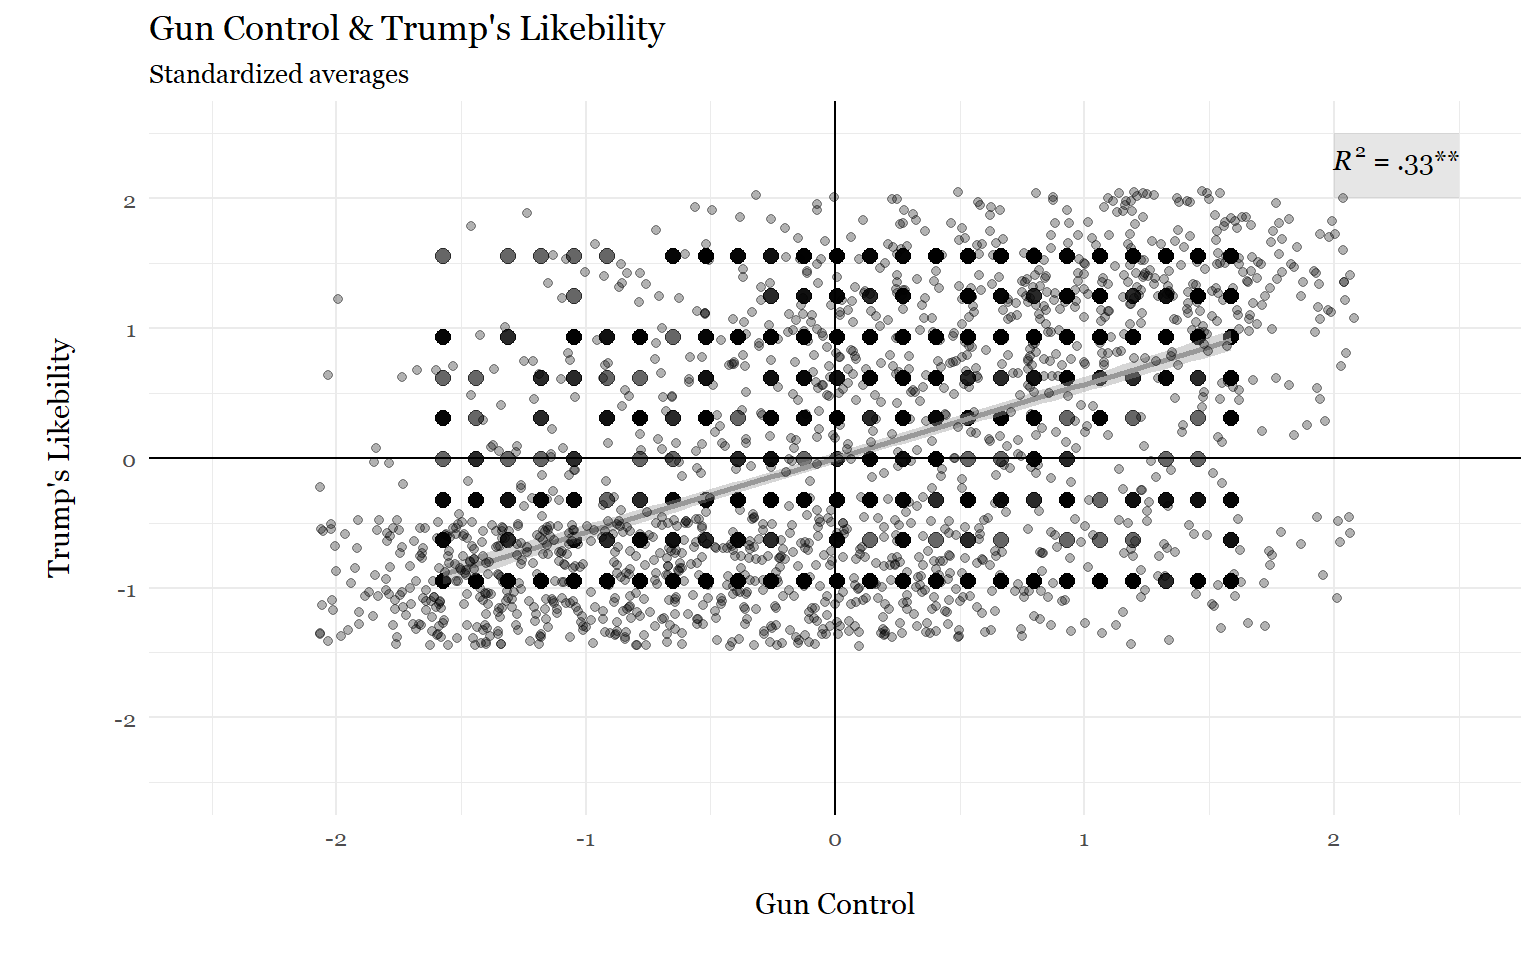 Gun Control & Trump's Likebility
Standardized averages
R² = .33**
Trump's Likebility
2
1
0
-1
-2
-2
-1
0
1
2
Gun Control